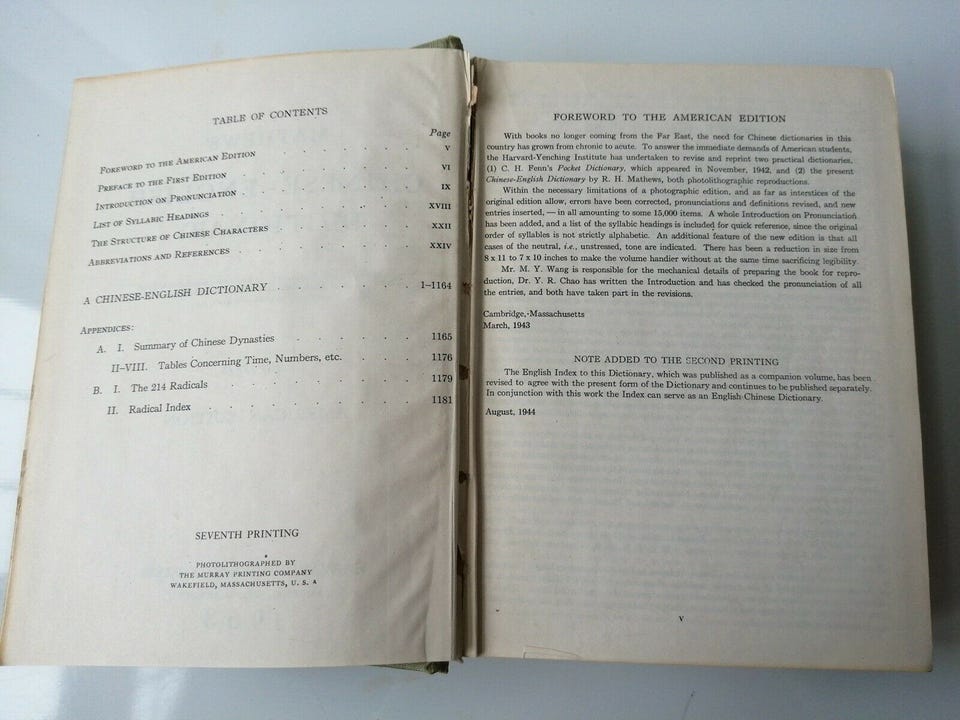 TABLE OF CONTENTS
Page
FOREWORD TO THE AMERICAN EDITION . . . . . . . V
PREFACE TO THE FIRST EDITION . . . . . . . VI
INTRODUCTION ON PRONUNCIATION . . . . . . . IX
LIST OF SYLLABIC HEADINGS . . . . . . . XVIII
THE STRUCTURE OF CHINESE CHARACTERS . . . . . . . XXII
ABBREVIATIONS AND REFERENCES . . . . . . . XXIV
A CHINESE-ENGLISH DICTIONARY . . . . . . . 1-1164
APPENDICES:
A. I. Summary of Chinese Dynasties . . . . . . . 1165
II-VIII. Tables Concerning Time, Numbers, etc. . . . . . . 1176
B. I. The 214 Radicals . . . . . . . 1179
II. Radical Index . . . . . . . 1181
SEVENTH PRINTING
PHOTOLITHOGRAPHED BY
THE MURRAY PRINTING COMPANY
WAKEFIELD, MASSACHUSETTS, U. S. A
FOREWORD TO THE AMERICAN EDITION
With books no longer coming from the Far East, the need for Chinese dictionaries in this
country has grown from chronic to acute. To answer the immediate demands of American students,
the Harvard-Yenching Institute has undertaken to revise and reprint two practical dictionaries,
(1) C. H. Fenn's Pocket Dictionary, which appeared in November, 1942, and (2) the present
Chinese-English Dictionary by R. H. Mathews, both photolithographic reproductions.
Within the necessary limitations of a photographic edition, and as far as interstices of the
original edition allow, errors have been corrected, pronunciations and definitions revised, and new
entries inserted, — in all amounting to some 15,000 items. A whole Introduction on Pronunciation
has been added, and a list of the syllabic headings is included for quick reference, since the original
order of syllables is not strictly alphabetic. An additional feature of the new edition is that all
cases of the neutral, i.e., unstressed, tone are indicated. There has been a reduction in size from
8 x 11 to 7 x 10 inches to make the volume handier without at the same time sacrificing legibility.
Mr. M. Y. Wang is responsible for the mechanical details of preparing the book for repro-
duction, Dr. Y. R. Chao has written the Introduction and has checked the pronunciation of all
the entries, and both have taken part in the revisions.
Cambridge, Massachusetts
March, 1943
NOTE ADDED TO THE SECOND PRINTING
The English Index to this Dictionary, which was published as a companion volume, has been
revised to agree with the present form of the Dictionary and continues to be published separately.
In conjunction with this work the Index can serve as an English-Chinese Dictionary.
August, 1944
v